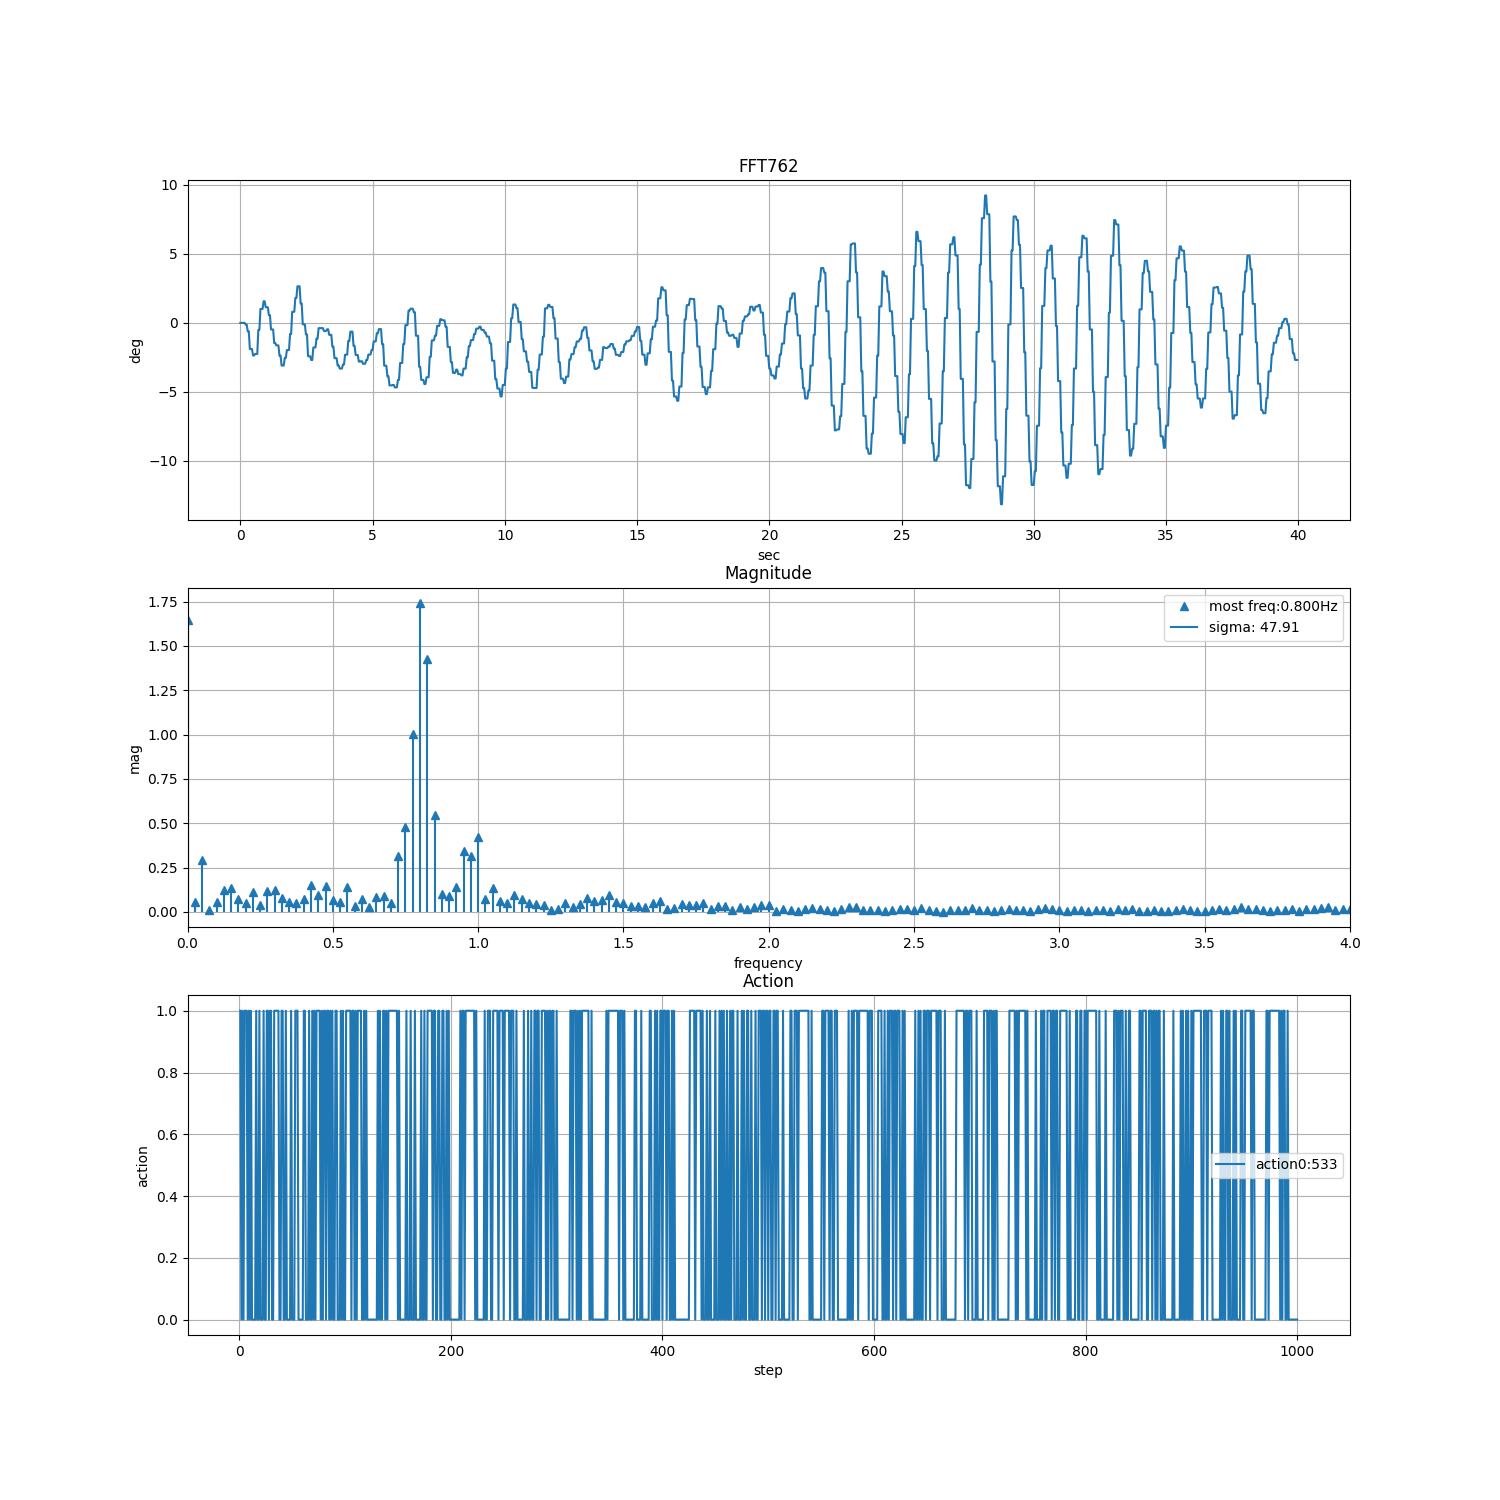 FFT762
10
5
0
−5
−10
deg
0 5 10 15 20 25 30 35 40
sec
Magnitude
1.75
1.50
1.25
1.00
0.75
0.50
0.25
0.00
mag
most freq:0.800Hz
sigma: 47.91
0.0 0.5 1.0 1.5 2.0 2.5 3.0 3.5 4.0
frequency
Action
1.0
0.8
0.6
0.4
0.2
0.0
action
action0:533
0 200 400 600 800 1000
step